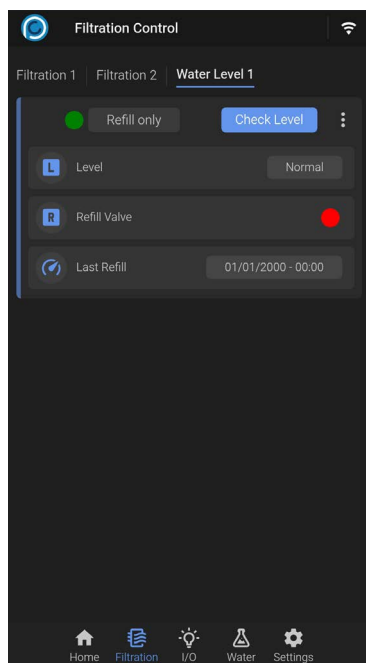 Filtration Control
Filtration 1 Filtration 2 Water Level 1
Refill only Check Level
L Level Normal
R Refill Valve
Last Refill 01/01/2000 - 00:00
Home Filtration I/O Water Settings